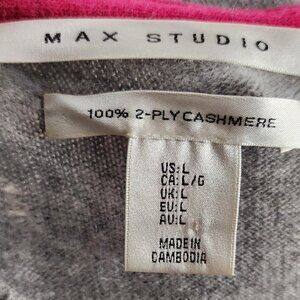 MAX STUDIO
100% 2-PLY CASHMERE
US: L
CA: L/G
UK: L
EU: L
AU: L
MADE IN
CAMBODIA